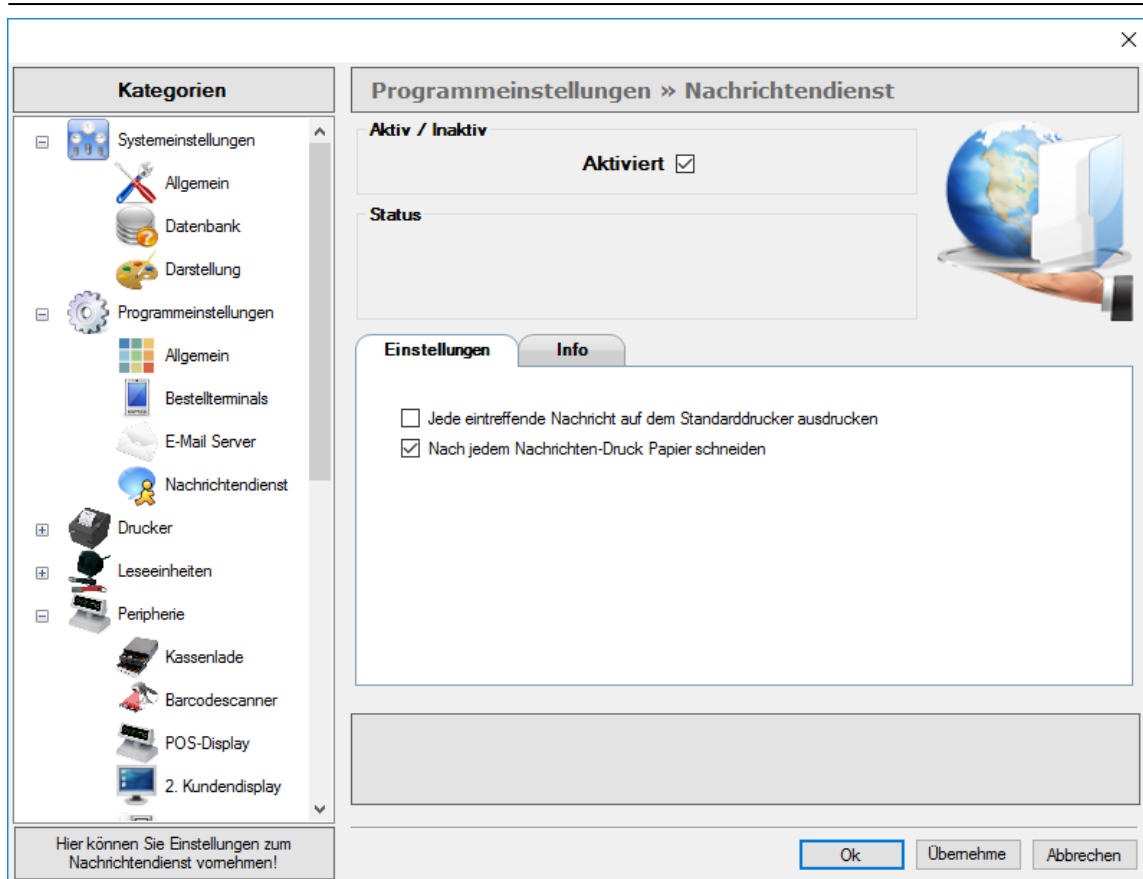 Kategorien
Systemeinstellungen
Allgemein
Datenbank
Darstellung
Programmeinstellungen
Allgemein
Bestellterminals
E-Mail Server
Nachrichtendienst
Drucker
Leseeinheiten
Peripherie
Kassenlade
Barcodescanner
POS-Display
2. Kundendisplay
Hier können Sie Einstellungen zum
Nachrichtendienst vornehmen!
Programmeinstellungen » Nachrichtendienst
Aktiv / Inaktiv
Aktiviert
Status
Einstellungen
Info
Jede eintreffende Nachricht auf dem Standarddrucker ausdrucken
Nach jedem Nachrichten-Druck Papier schneiden
Ok
Übernehme
Abbrechen